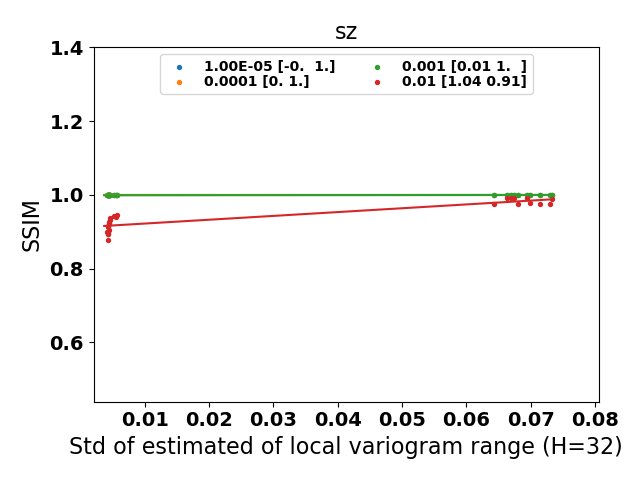 sz
1.00E-05 [-0.  1.]
0.0001 [0. 1.]
0.001 [0.01 1.  ]
0.01 [1.04 0.91]
1.4
1.2
1.0
0.8
0.6
SSIM
0.01 0.02 0.03 0.04 0.05 0.06 0.07 0.08
Std of estimated of local variogram range (H=32)